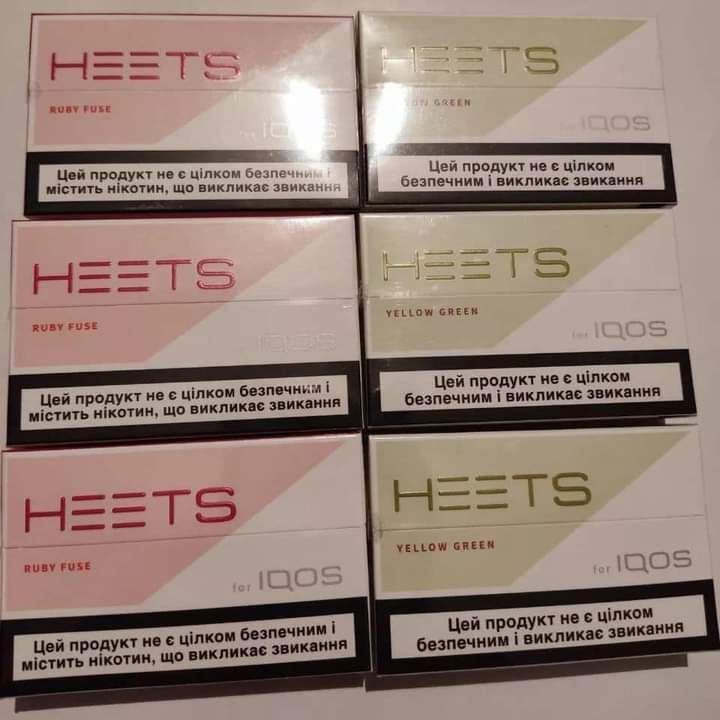 HEETS
RUBY FUSE
for IQOS
Цей продукт не є цілком безпечним і
містить нікотин, що викликає звикання
HEETS
GREEN
for IQOS
Цей продукт не є цілком
безпечним і викликає звикання
HEETS
RUBY FUSE
IQOS
Цей продукт не є цілком безпечним і
містить нікотин, що викликає звикання
HEETS
YELLOW GREEN
for IQOS
Цей продукт не є цілком
безпечним і викликає звикання
HEETS
RUBY FUSE
for IQOS
Цей продукт не є цілком безпечним і
містить нікотин, що викликає звикання
HEETS
YELLOW GREEN
for IQOS
Цей продукт не є цілком
безпечним і викликає звикання